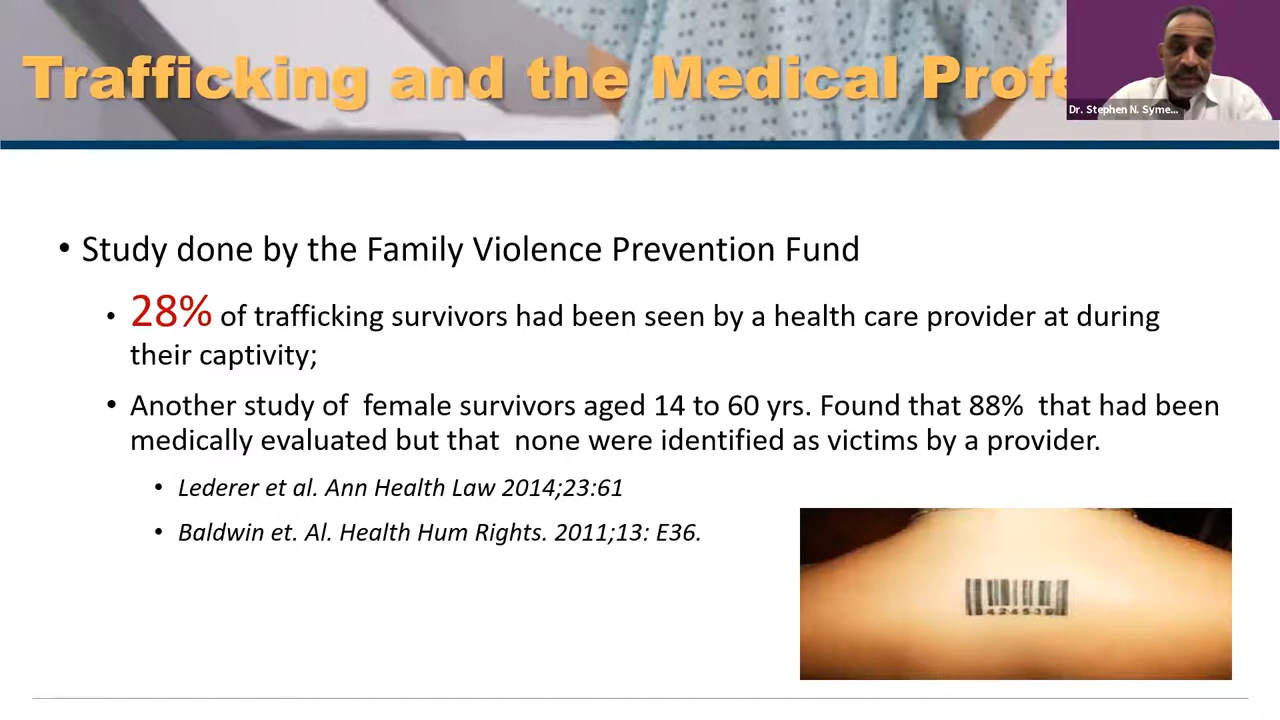 Trafficking and the Medical Profe
Dr. Stephen N. Syme...
• Study done by the Family Violence Prevention Fund
• 28% of trafficking survivors had been seen by a health care provider at during
their captivity;
• Another study of female survivors aged 14 to 60 yrs. Found that 88% that had been
medically evaluated but that none were identified as victims by a provider.
• Lederer et al. Ann Health Law 2014;23:61
• Baldwin et. Al. Health Hum Rights. 2011;13: E36.